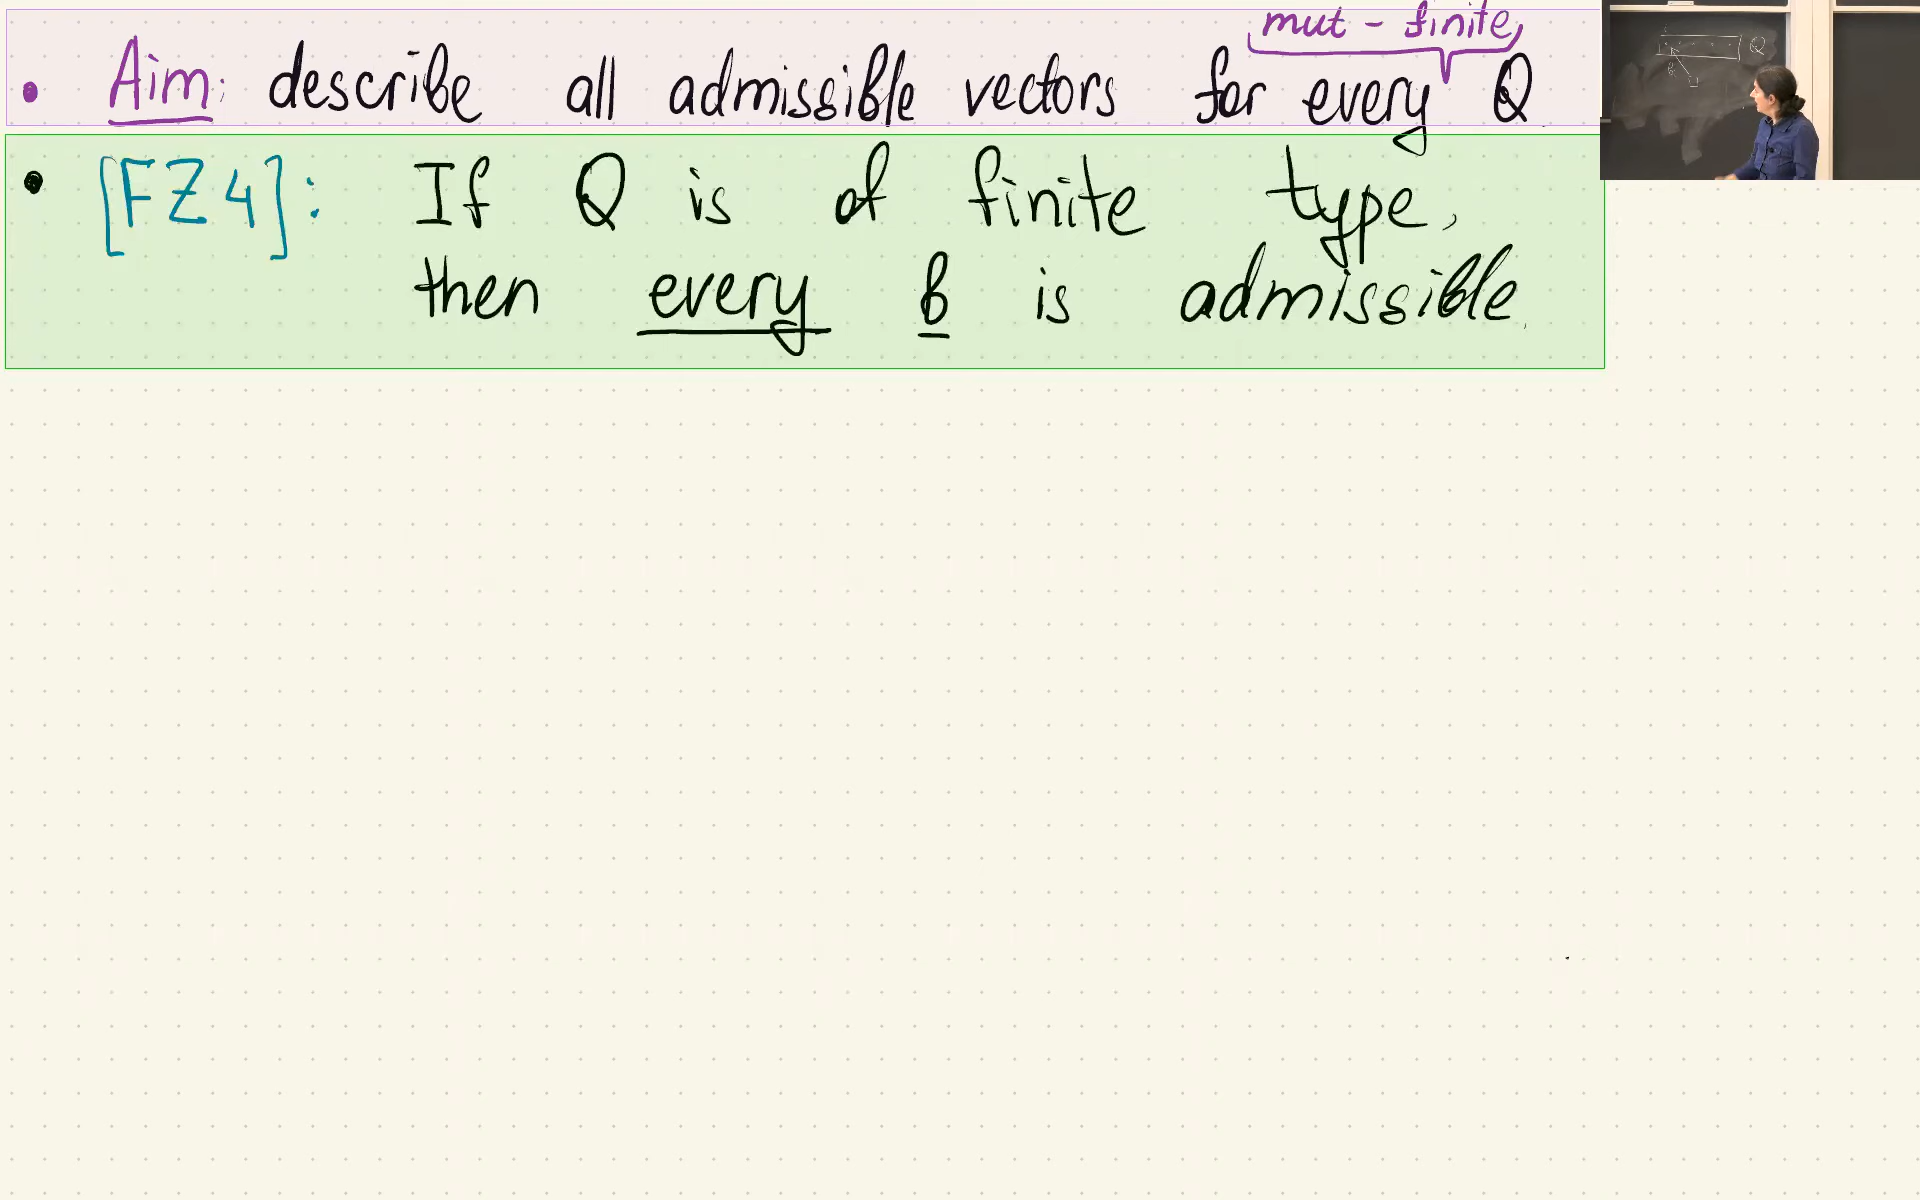 mut - finite
• Aim: describe all admissible vectors for every Q.
• [FZ4]: If Q is of finite type,
then every b is admissible.
Q